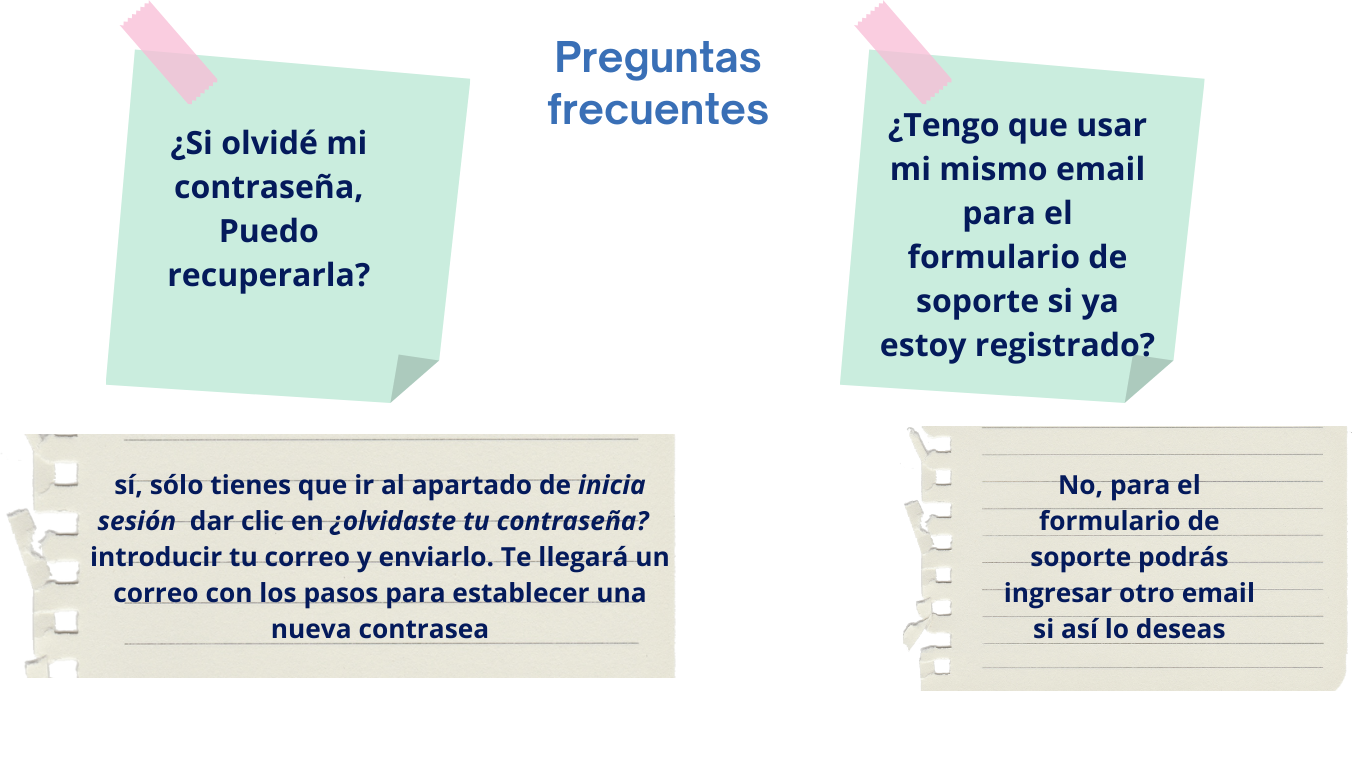 Preguntas
frecuentes
¿Si olvidé mi
contraseña,
Puedo
recuperarla?
sí, sólo tienes que ir al apartado de inicia
sesión dar clic en ¿olvidaste tu contraseña?
introducir tu correo y enviarlo. Te llegará un
correo con los pasos para establecer una
nueva contrasea
¿Tengo que usar
mi mismo email
para el
formulario de
soporte si ya
estoy registrado?
No, para el
formulario de
soporte podrás
ingresar otro email
si así lo deseas